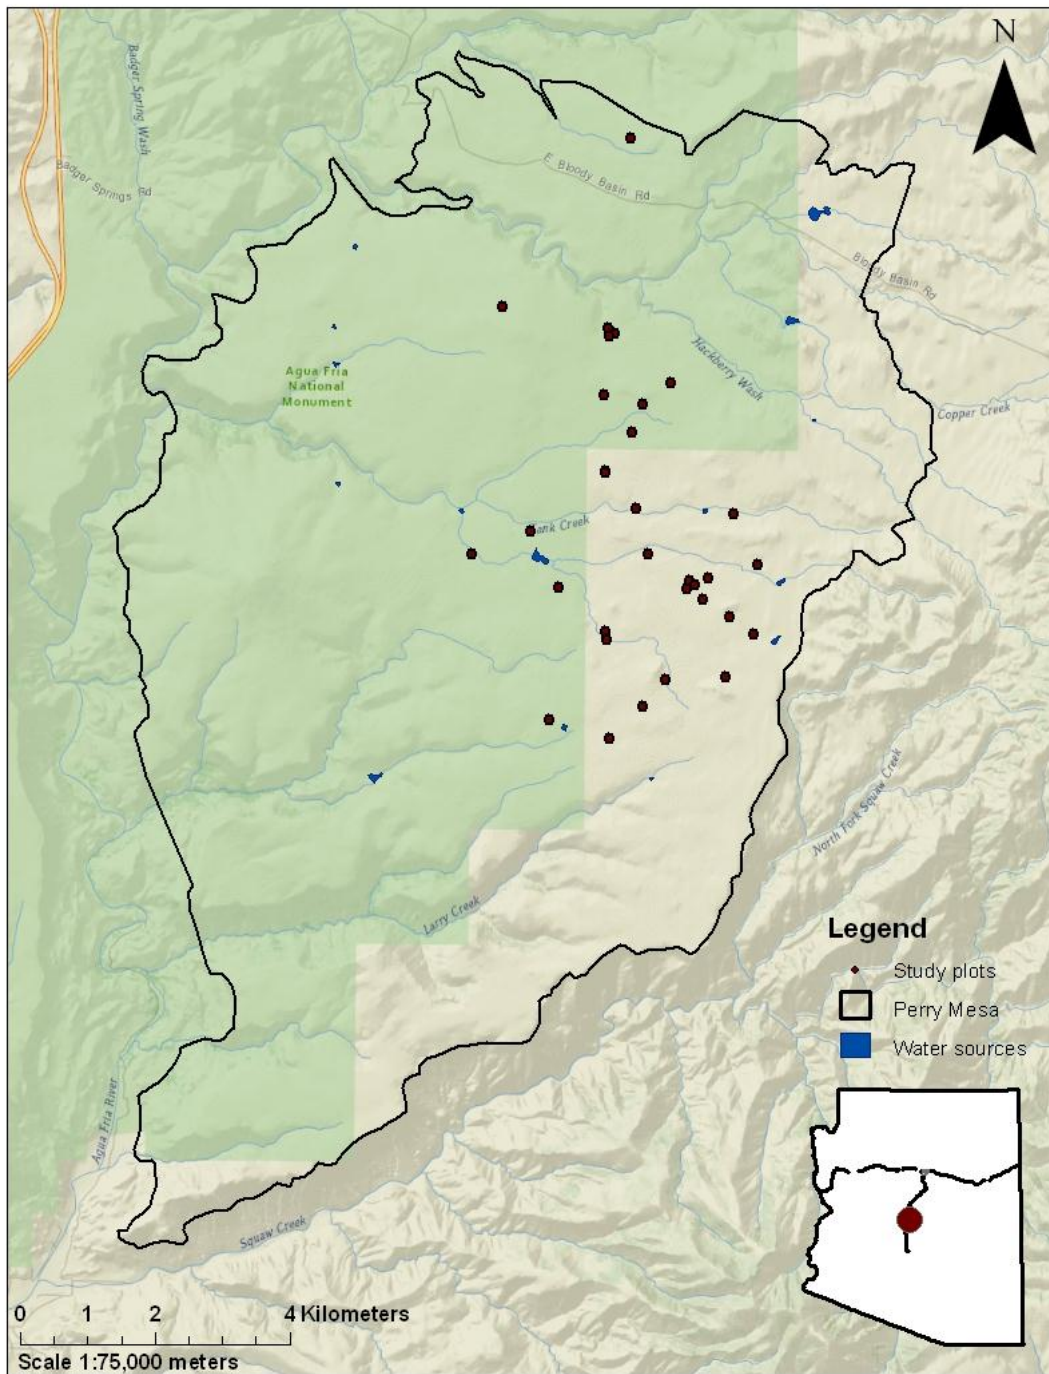 N
Badger Spring Wash
Badger Springs Rd
E Bloody Basin Rd
Bloody Basin Rd
Hackberry Wash
Agua Fria
National
Monument
Copper Creek
Creek
North Fork Squaw Creek
Larry Creek
Legend
Study plots
Perry Mesa
Water sources
Agua Fria River
Squaw Creek
0 1 2 4 Kilometers
Scale 1:75,000 meters